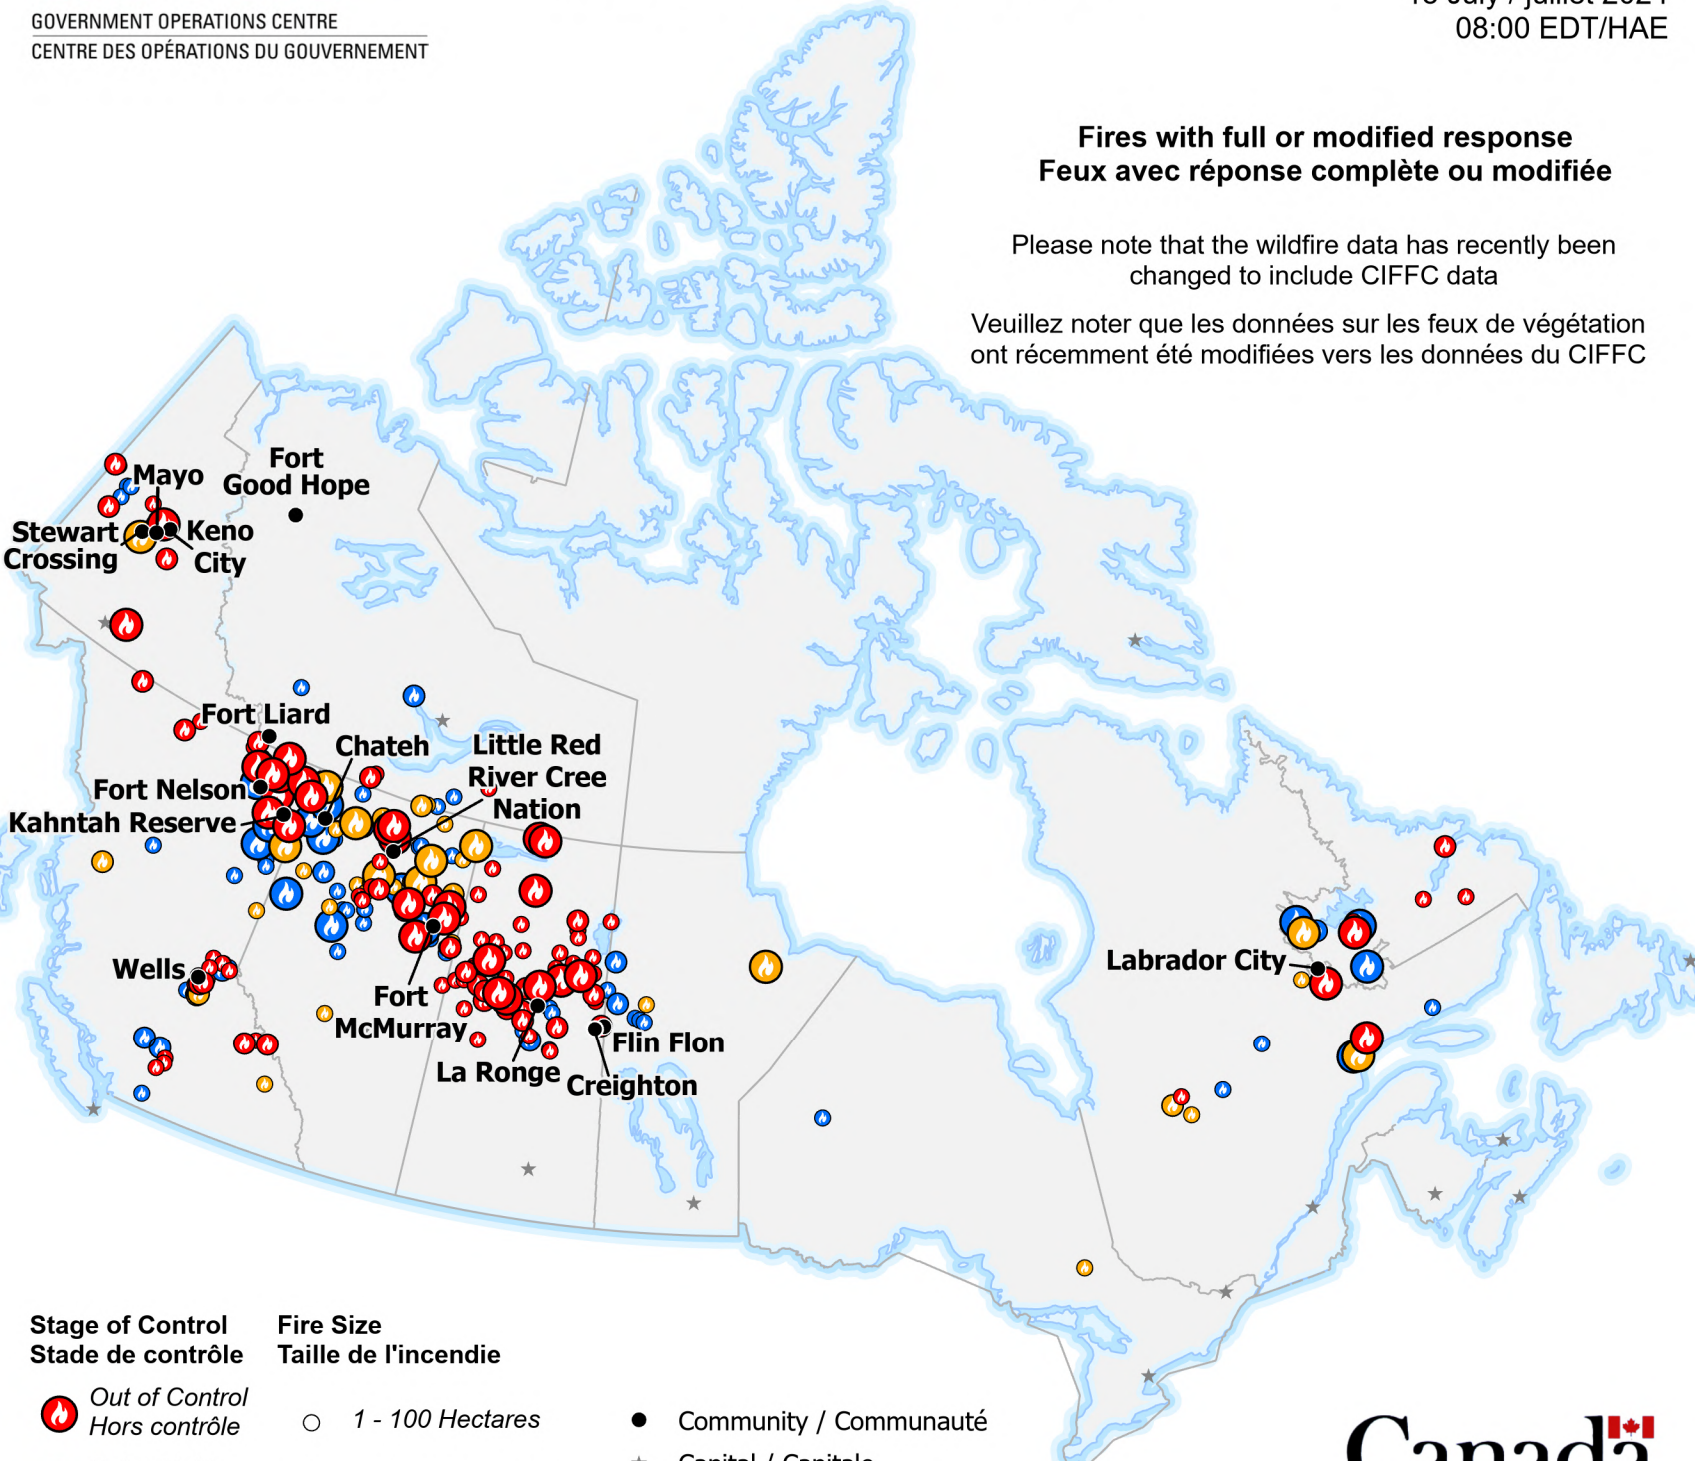 GOVERNMENT OPERATIONS CENTRE
CENTRE DES OPÉRATIONS DU GOUVERNEMENT
July / juillet
08:00 EDT/HAE
Fires with full or modified response
Feux avec réponse complète ou modifiée
Please note that the wildfire data has recently been
changed to include CIFFC data
Veuillez noter que les données sur les feux de végétation
ont récemment été modifiées vers les données du CIFFC
Mayo
Fort
Good Hope
Stewart
Crossing
Keno
City
Fort Liard
Chateh
Little Red
River Cree
Nation
Fort Nelson
Kahntah Reserve
Wells
Fort
McMurray
La Ronge
Flin Flon
Creighton
Labrador City
Stage of Control
Stade de contrôle
Fire Size
Taille de l'incendie
Out of Control
Hors contrôle
1 - 100 Hectares
Community / Communauté
Capital / Capitale
Canada